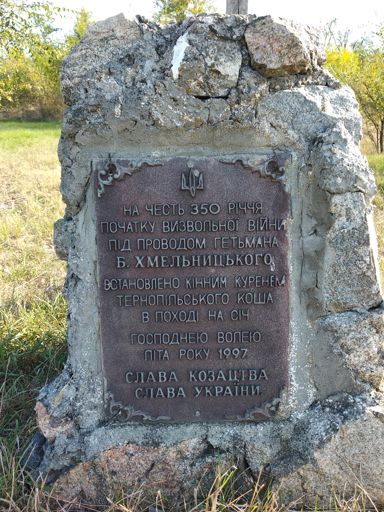 НА ЧЕСТЬ 350 РІЧЧЯ
ПОЧАТКУ ВИЗВОЛЬНОЇ ВІЙНИ
ПІД ПРОВОДОМ ГЕТЬМАНА
Б. ХМЕЛЬНИЦЬКОГО
ВСТАНОВЛЕНО КІННИМ КУРЕНЕМ
ТЕРНОПІЛЬСЬКОГО КОША
В ПОХОДІ НА СІЧ
ГОСПОДНЕЮ ВОЛЕЮ
ЛІТА РОКУ 1997
СЛАВА КОЗАЦТВА
СЛАВА УКРАЇНИ